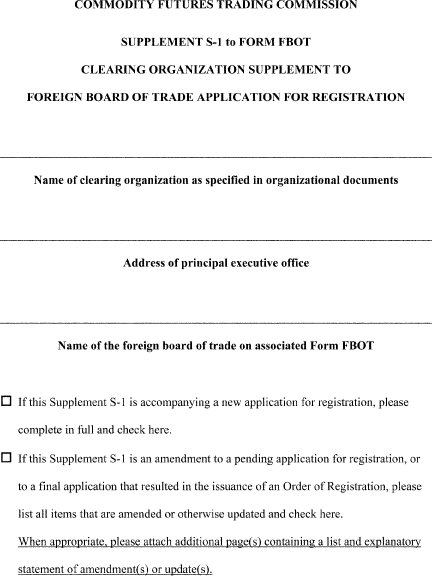 COMMODITY FUTURES TRADING COMMISSION
SUPPLEMENT S-1 to FORM FBOT
CLEARING ORGANIZATION SUPPLEMENT TO
FOREIGN BOARD OF TRADE APPLICATION FOR REGISTRATION
Name of clearing organization as specified in organizational documents
Address of principal executive office
Name of the foreign board of trade on associated Form FBOT
☐ If this Supplement S-1 is accompanying a new application for registration, please
complete in full and check here.
☐ If this Supplement S-1 is an amendment to a pending application for registration, or
to a final application that resulted in the issuance of an Order of Registration, please
list all items that are amended or otherwise updated and check here.
When appropriate, please attach additional page(s) containing a list and explanatory
statement of amendment(s) or update(s).